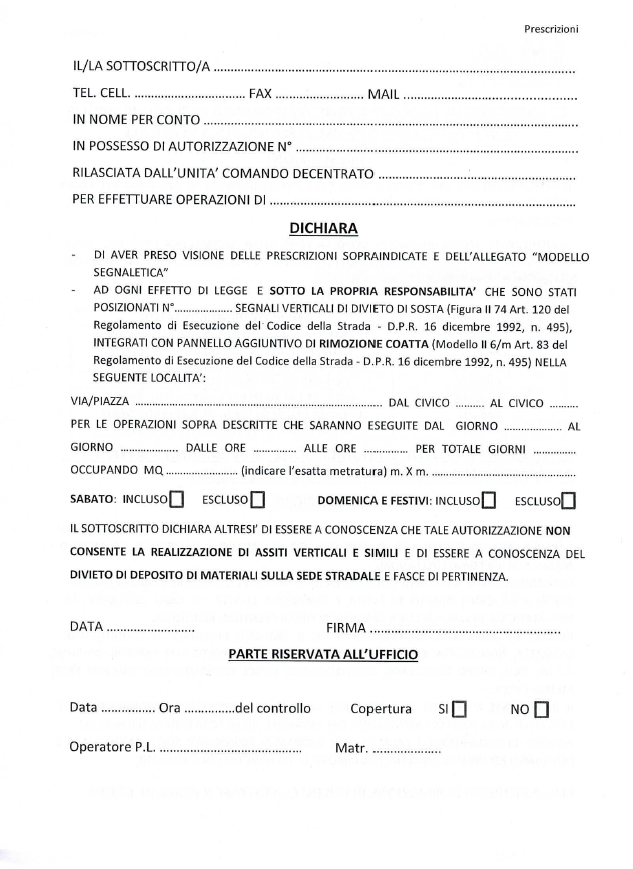 Prescrizioni
IL/LA SOTTOSCRITTO/A ................................................................
TEL. CELL. ................................ FAX .......................... MAIL ....................................................
IN NOME PER CONTO ................................................................
IN POSSESSO DI AUTORIZZAZIONE N° ................................................................
RILASCIATA DALL'UNITA' COMANDO DECENTRATO ..........................................................
PER EFFETTUARE OPERAZIONI DI ................................................................
DICHIARA
- DI AVER PRESO VISIONE DELLE PRESCRIZIONI SOPRAINDICATE E DELL'ALLEGATO “MODELLO
SEGNALETICA”
- AD OGNI EFFETTO DI LEGGE E SOTTO LA PROPRIA RESPONSABILITA' CHE SONO STATI
POSIZIONATI N°................... SEGNALI VERTICALI DI DIVIETO DI SOSTA (Figura II 74 Art. 120 del
Regolamento di Esecuzione del Codice della Strada - D.P.R. 16 dicembre 1992, n. 495),
INTEGRATI CON PANNELLO AGGIUNTIVO DI RIMOZIONE COATTA (Modello II 6/m Art. 83 del
Regolamento di Esecuzione del Codice della Strada - D.P.R. 16 dicembre 1992, n. 495) NELLA
SEGUENTE LOCALITA':
VIA/PIAZZA ................................................................ DAL CIVICO ......... AL CIVICO .........
PER LE OPERAZIONI SOPRA DESCRITTE CHE SARANNO ESEGUITE DAL GIORNO .................. AL
GIORNO .................. DALLE ORE ............. ALLE ORE ............. PER TOTALE GIORNI .............
OCCUPANDO MQ ...................... (indicare l'esatta metratura) m. X m. ............................................
SABATO: INCLUSO ESCLUSO DOMENICA E FESTIVI: INCLUSO ESCLUSO
IL SOTTOSCRITTO DICHIARA ALTRESI' DI ESSERE A CONOSCENZA CHE TALE AUTORIZZAZIONE NON
CONSENTE LA REALIZZAZIONE DI ASSITI VERTICALI E SIMILI E DI ESSERE A CONOSCENZA DEL
DIVIETO DI DEPOSITO DI MATERIALI SULLA SEDE STRADALE E FASCE DI PERTINENZA.
DATA .......................... FIRMA ........................................................
PARTE RISERVATA ALL'UFFICIO
Data ................ Ora ...............del controllo Copertura SI NO
Operatore P.L. .......................................... Matr. ....................